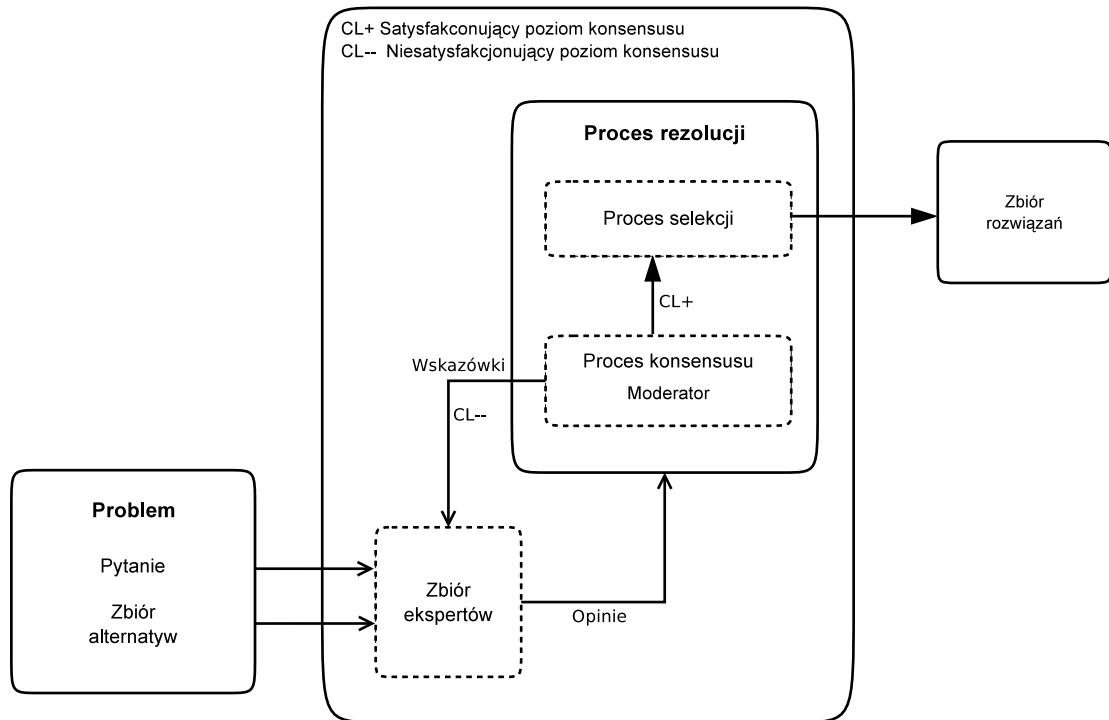 CL+ Satysfakconujący poziom konsensusu
CL-- Niesatysfakcjonujący poziom konsensusu
Proces rezolucji
Proces selekcji
Zbiór
rozwiązań
CL+
Proces konsensusu
Moderator
Wskazówki
CL--
Problem
Pytanie
Zbiór
alternatyw
Zbiór
ekspertów
Opinie